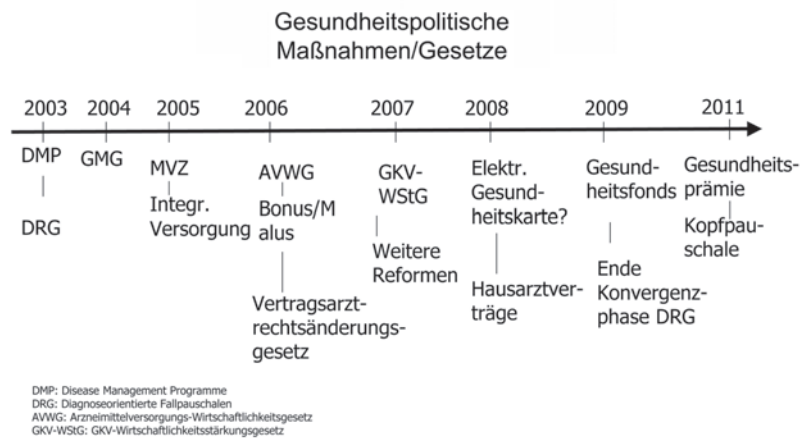 Gesundheitspolitische
Maßnahmen/Gesetze
2003 2004 2005 2006 2007 2008 2009 2011
DMP
DRG
GMG
MVZ
Integr.
Versorgung
AVWG
Bonus/M
alus
Vertragsarzt-
rechtsänderungs-
gesetz
GKV-
WStG
Weitere
Reformen
Elektr.
Gesund-
heitskarte?
Hausarztver-
träge
Gesund-
heitsfonds
Ende
Konvergenz-
phase DRG
Gesundheits-
prämie
Kopfpau-
schale
DMP: Disease Management Programme
DRG: Diagnoseorientierte Fallpauschalen
AVWG: Arzneimittelversorgungs-Wirtschaftlichkeitsgesetz
GKV-WStG: GKV-Wirtschaftlichkeitsstärkungsgesetz